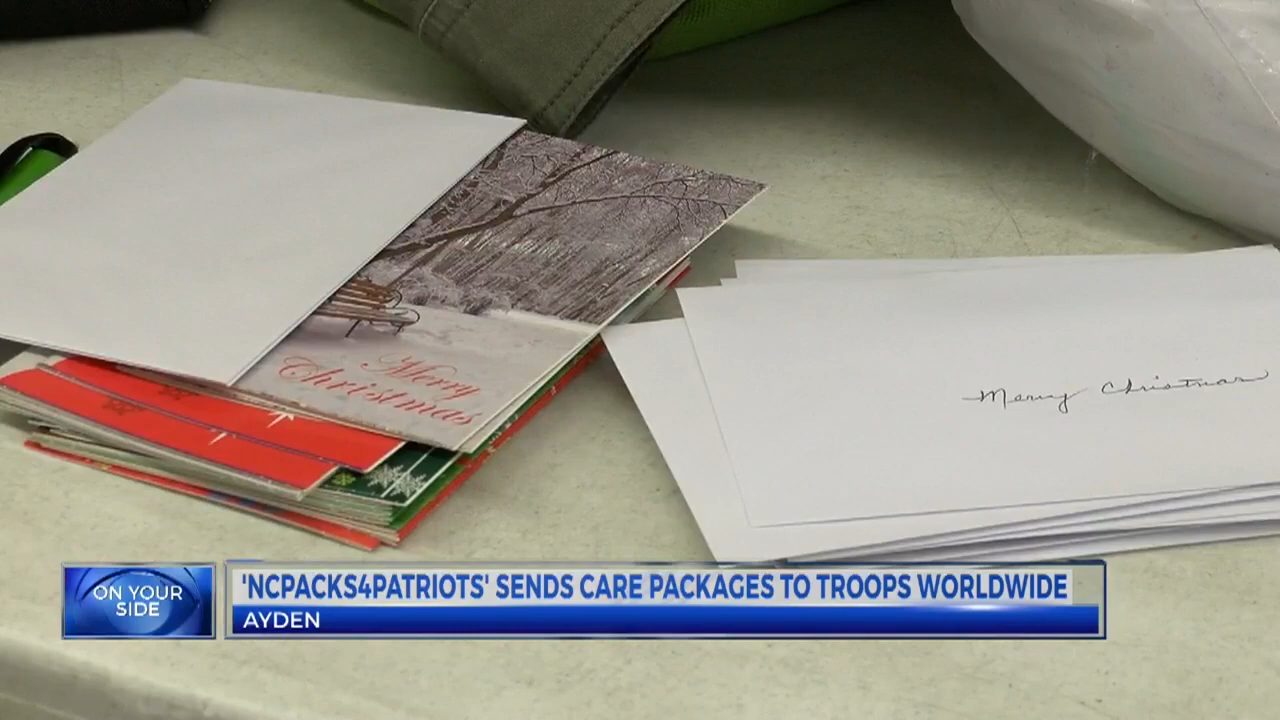 Merry
Christmas
Merry Christmas
ON YOUR
SIDE
'NCPACKS4PATRIOTS' SENDS CARE PACKAGES TO TROOPS WORLDWIDE
AYDEN